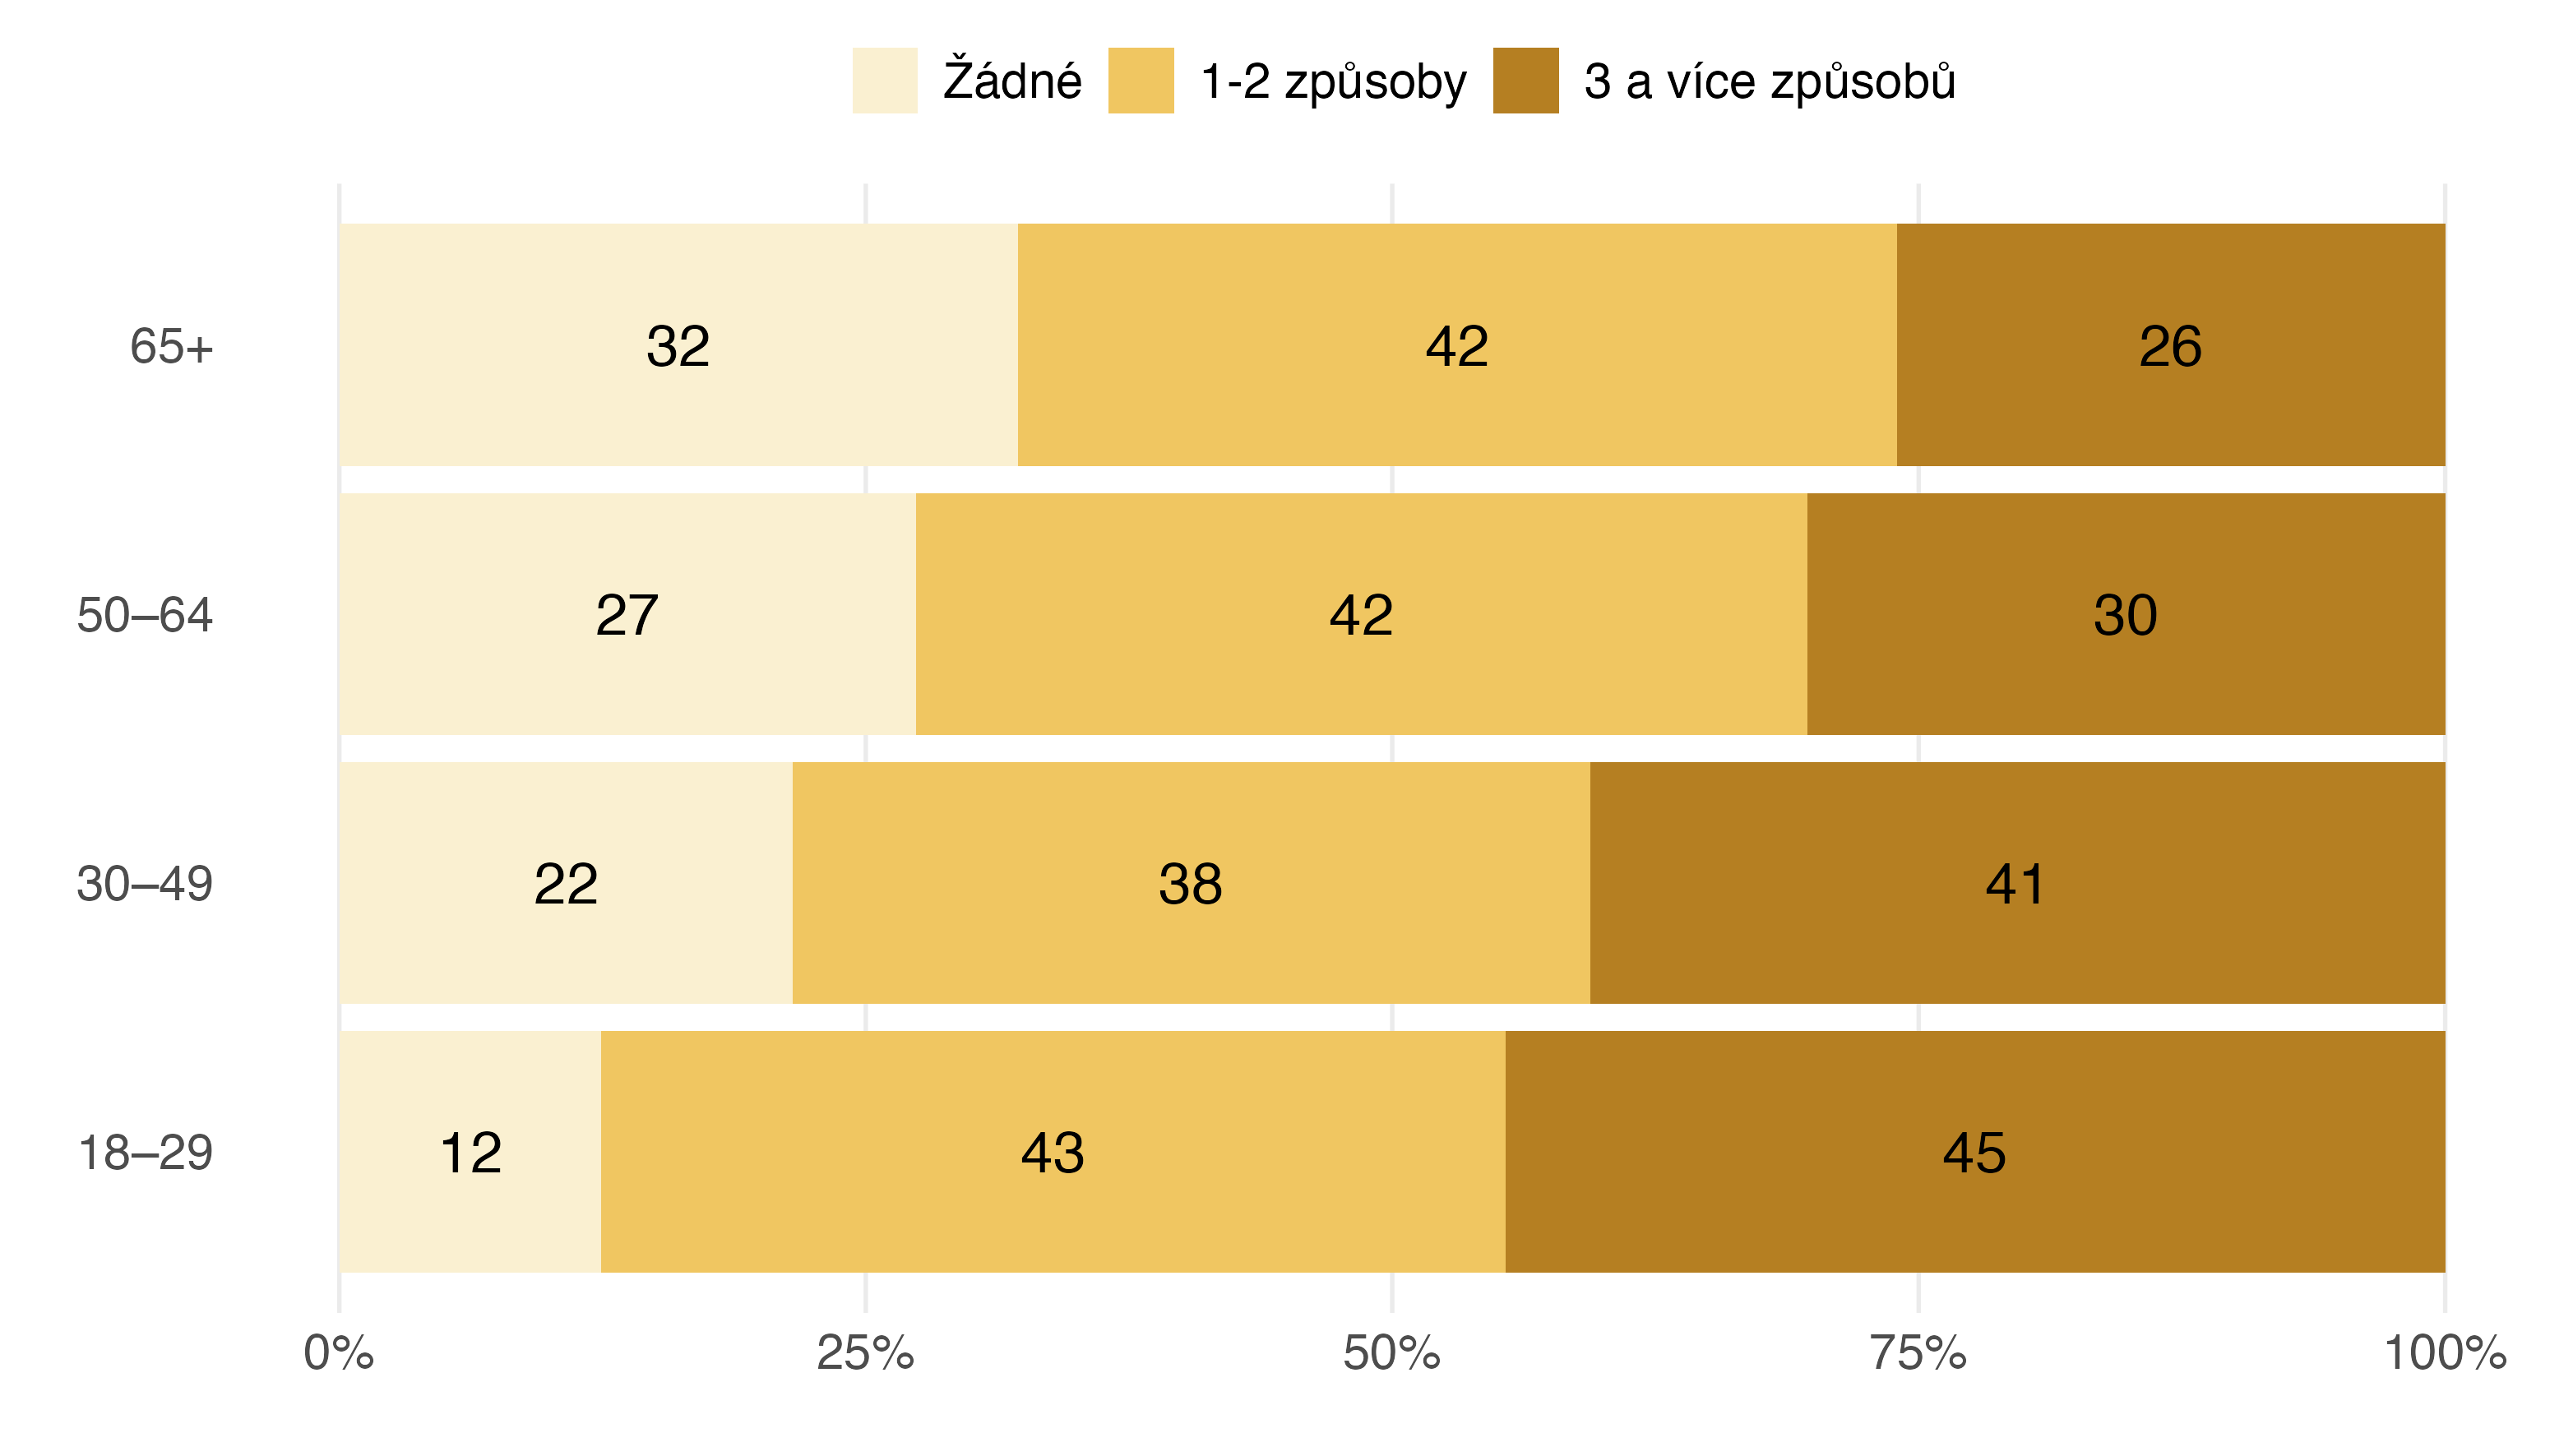 Žádné 1-2 způsoby 3 a více způsobů
65+ 32 42 26
50–64 27 42 30
30–49 22 38 41
18–29 12 43 45
0% 25% 50% 75% 100%